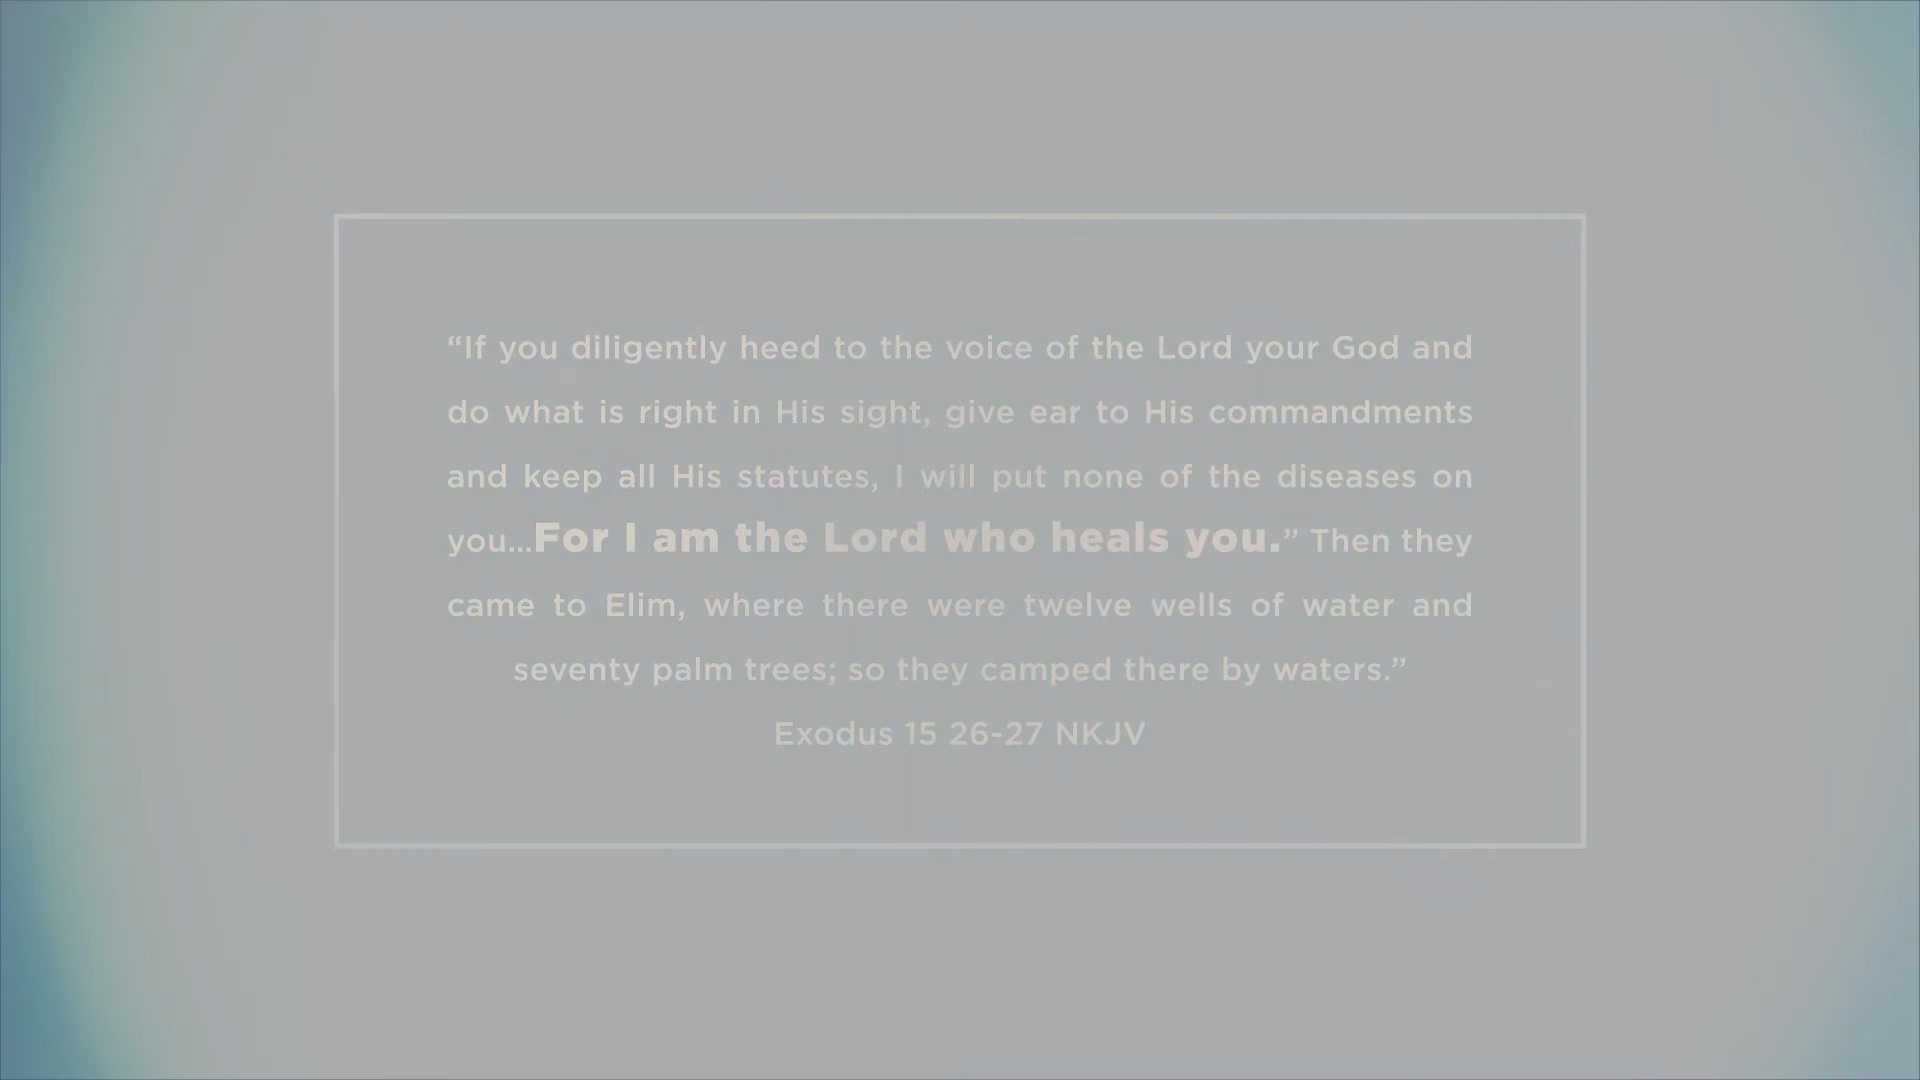 “If you diligently heed to the voice of the Lord your God and
do what is right in His sight, give ear to His commandments
and keep all His statutes, I will put none of the diseases on
you...For I am the Lord who heals you.” Then they
came to Elim, where there were twelve wells of water and
seventy palm trees; so they camped there by waters.”
Exodus 15 26-27 NKJV